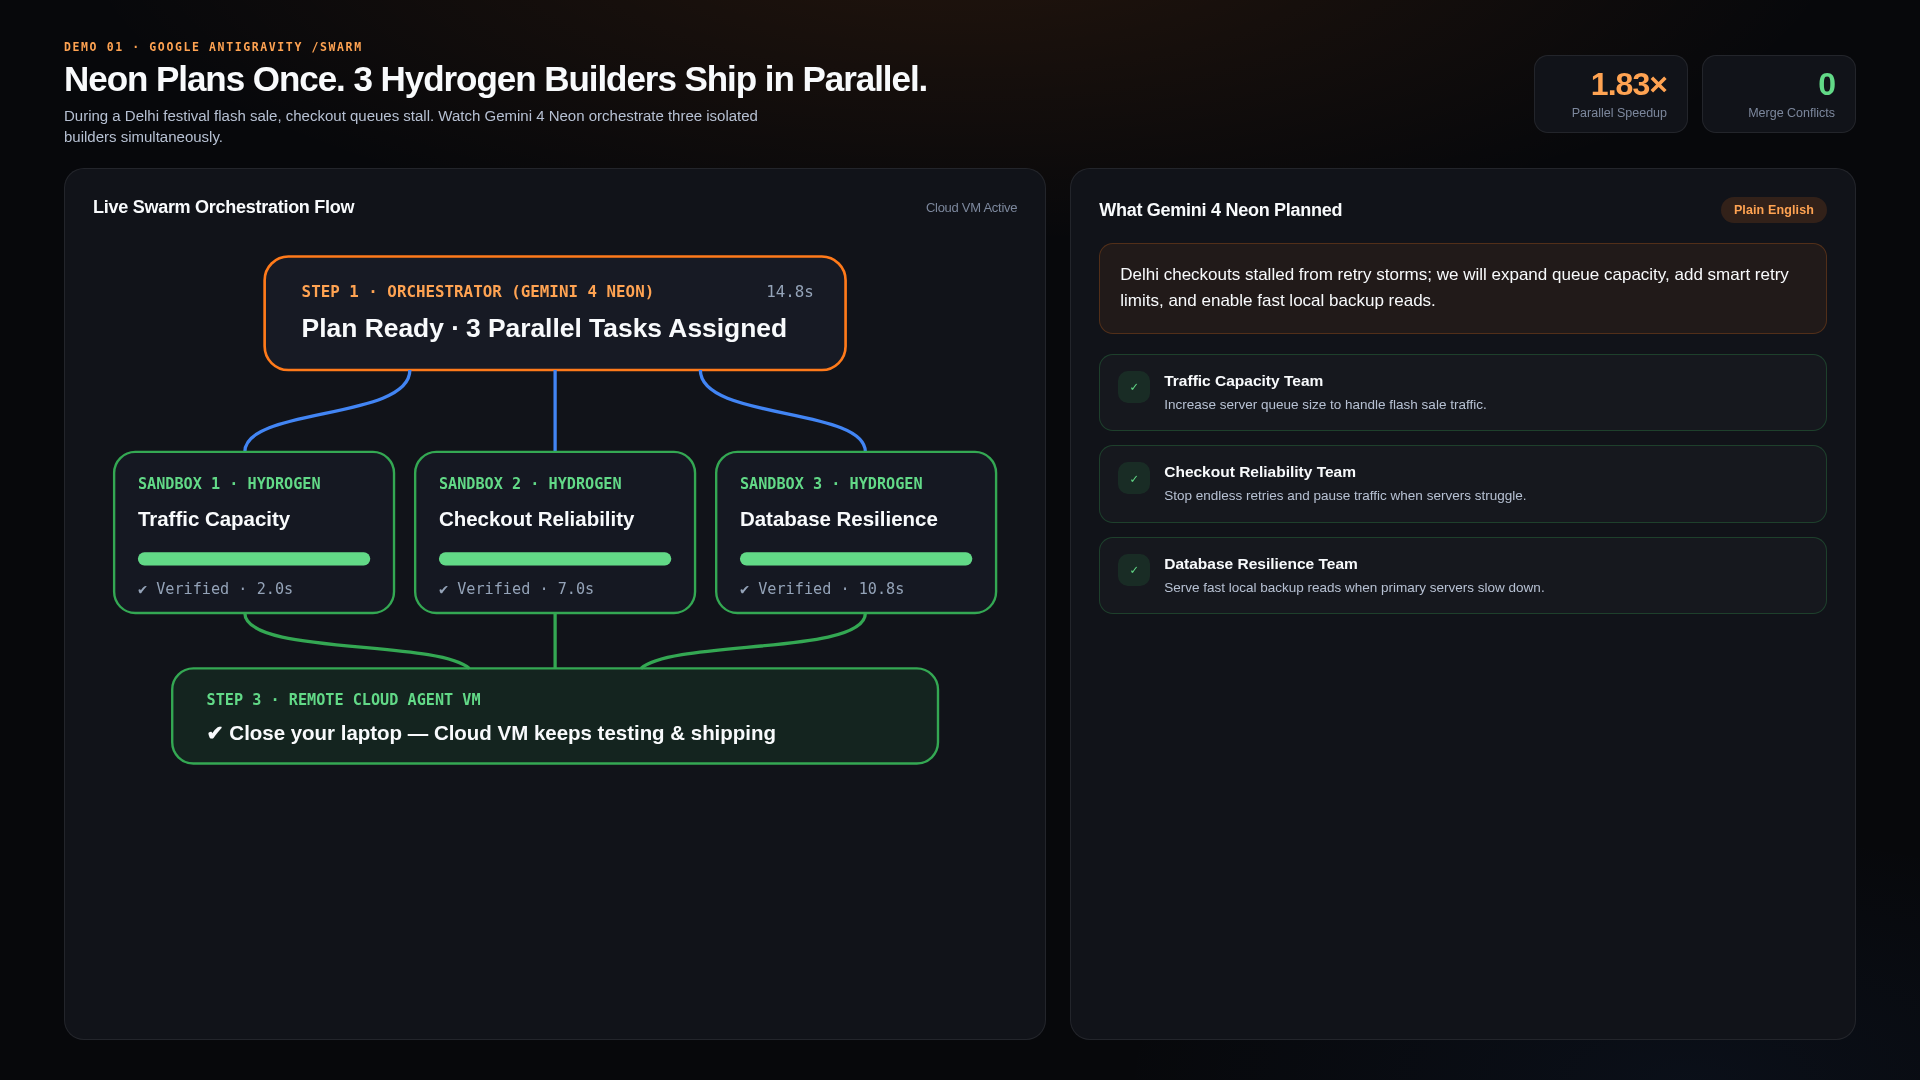 DEMO 01 · GOOGLE ANTIGRAVITY /SWARM
Neon Plans Once. 3 Hydrogen Builders Ship in Parallel.
During a Delhi festival flash sale, checkout queues stall. Watch Gemini 4 Neon orchestrate three isolated
builders simultaneously.
1.83×
Parallel Speedup
0
Merge Conflicts
Live Swarm Orchestration Flow
Cloud VM Active
STEP 1 · ORCHESTRATOR (GEMINI 4 NEON)
14.8s
Plan Ready · 3 Parallel Tasks Assigned
SANDBOX 1 · HYDROGEN
Traffic Capacity
✔ Verified · 2.0s
SANDBOX 2 · HYDROGEN
Checkout Reliability
✔ Verified · 7.0s
SANDBOX 3 · HYDROGEN
Database Resilience
✔ Verified · 10.8s
STEP 3 · REMOTE CLOUD AGENT VM
✔ Close your laptop — Cloud VM keeps testing & shipping
What Gemini 4 Neon Planned
Plain English
Delhi checkouts stalled from retry storms; we will expand queue capacity, add smart retry
limits, and enable fast local backup reads.
✓
Traffic Capacity Team
Increase server queue size to handle flash sale traffic.
✓
Checkout Reliability Team
Stop endless retries and pause traffic when servers struggle.
✓
Database Resilience Team
Serve fast local backup reads when primary servers slow down.